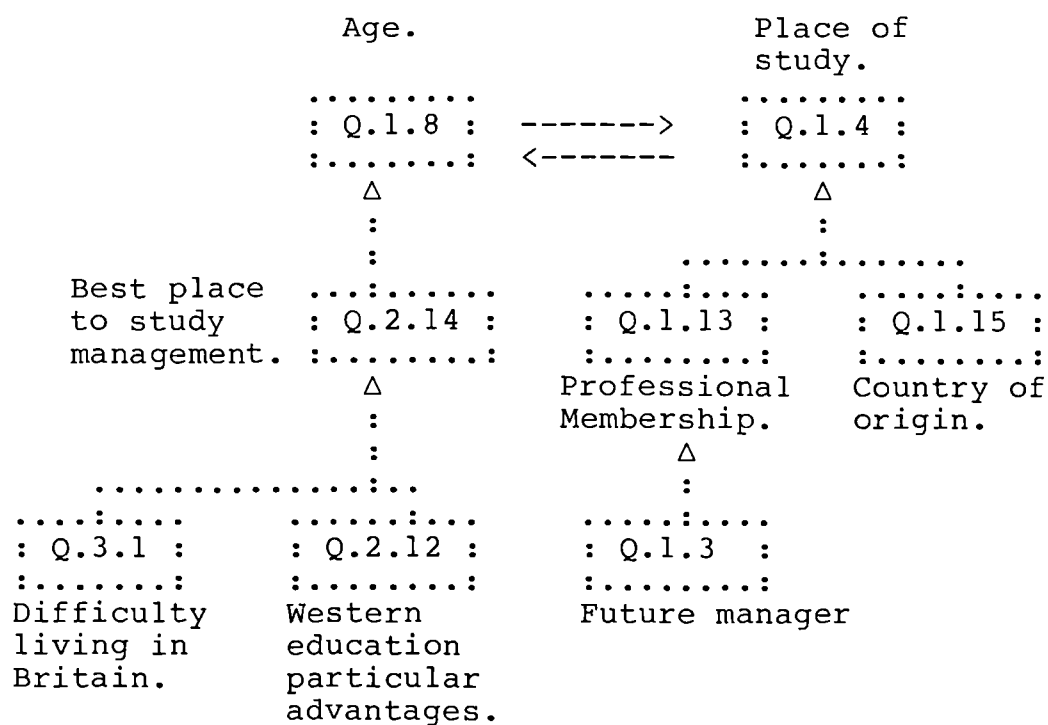 Age. Place of
study.
Q.1.8 -------> Q.1.4
<-------
Best place
to study
management.
Q.2.14 Q.1.13 Q.1.15
Professional
Membership.
Country of
origin.
Q.3.1 Q.2.12 Q.1.3
Difficulty
living in
Britain.
Western
education
particular
advantages.
Future manager